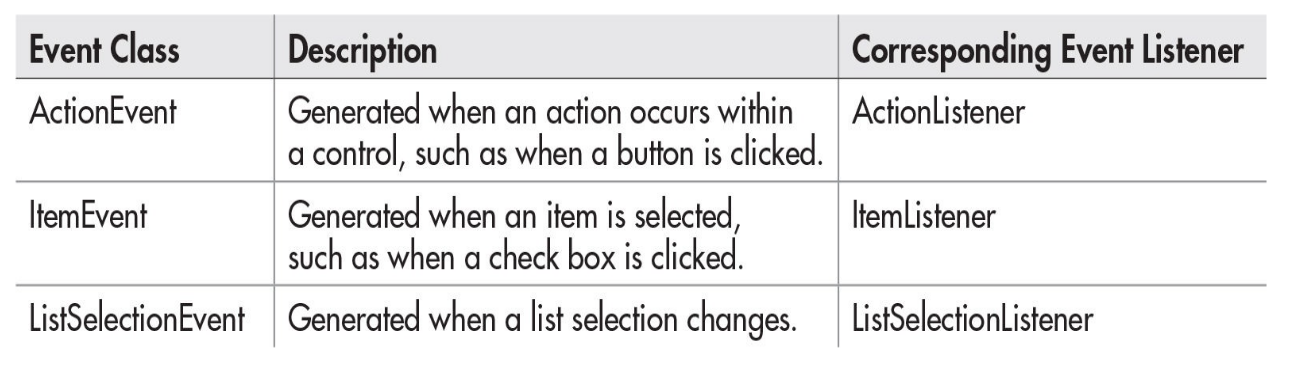 Event Class Description Corresponding Event Listener
ActionEvent Generated when an action occurs within ActionListener
a control, such as when a button is clicked.
ItemEvent Generated when an item is selected, ItemListener
such as when a check box is clicked.
ListSelectionEvent Generated when a list selection changes. ListSelectionListener